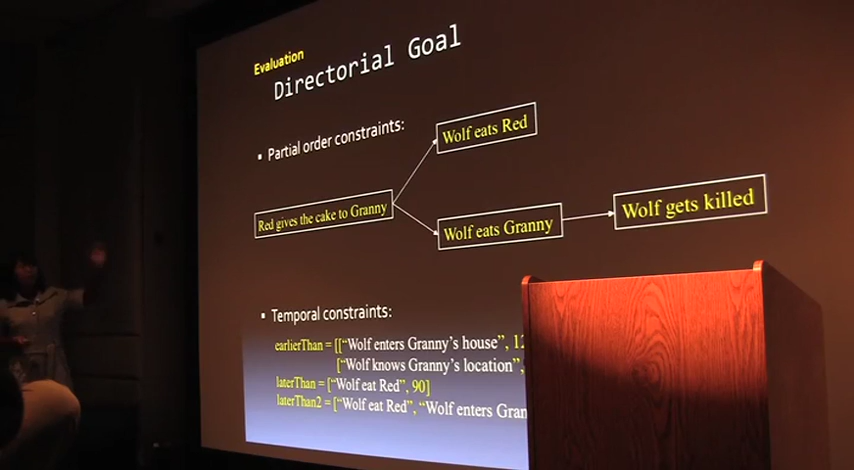 Evaluation
Directorial Goal
▪ Partial order constraints:
Wolf eats Red
Red gives the cake to Granny
Wolf eats Granny
Wolf gets killed
▪ Temporal constraints:
earlierThan = [["Wolf enters Granny's house",
["Wolf knows Granny's location",
laterThan = ["Wolf eat Red", 90]
laterThan2 = ["Wolf eat Red", "Wolf enters